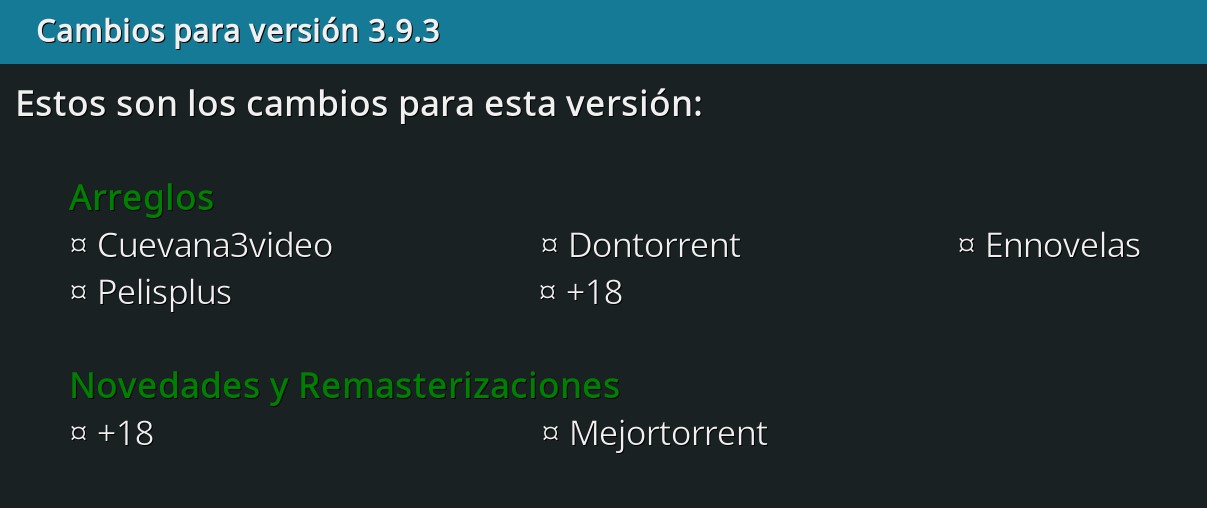 Cambios para versión 3.9.3
Estos son los cambios para esta versión:
Arreglos
¤ Cuevana3video ¤ Dontorrent ¤ Ennovelas
¤ Pelisplus ¤ +18
Novedades y Remasterizaciones
¤ +18 ¤ Mejortorrent